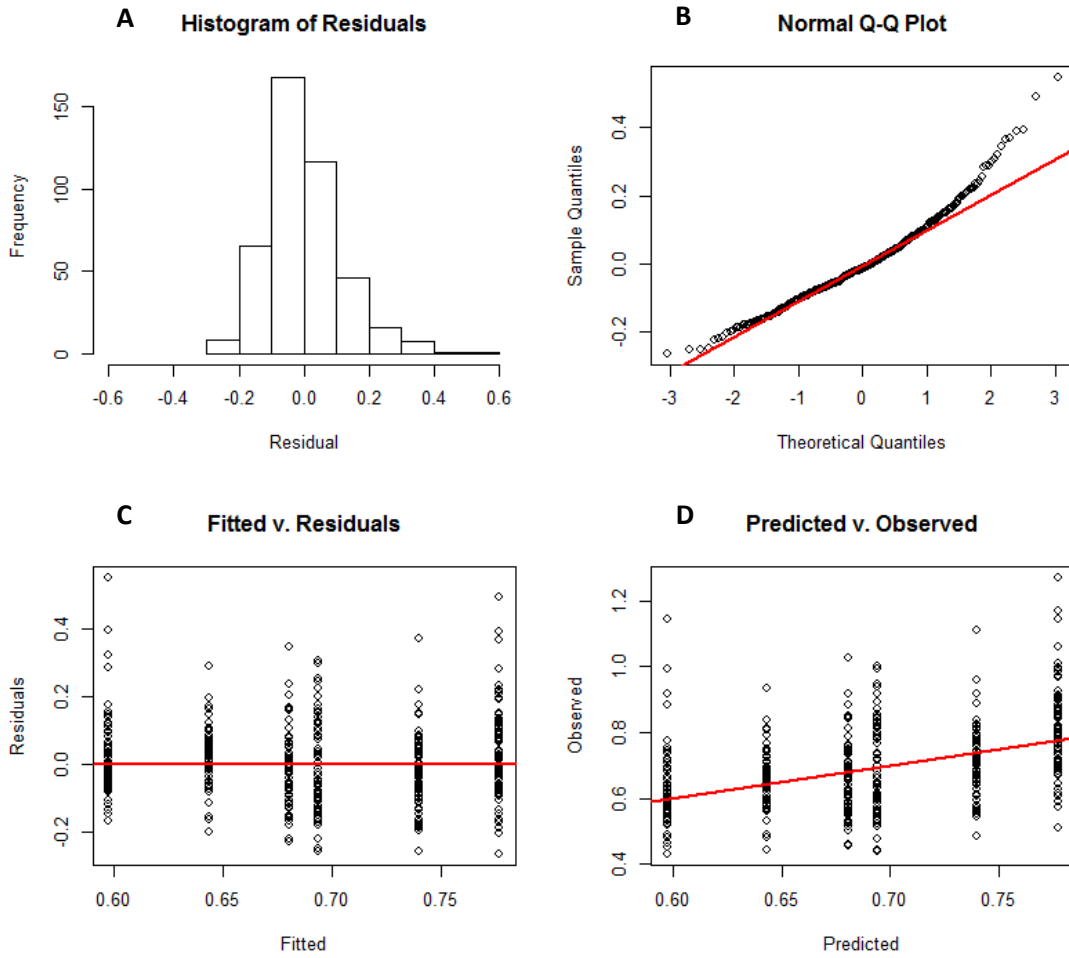 A
Histogram of Residuals
Frequency
0
50
100
150
-0.6
-0.4
-0.2
0.0
0.2
0.4
0.6
Residual
B
Normal Q-Q Plot
Sample Quantiles
-0.2
0.0
0.2
0.4
-3
-2
-1
0
1
2
3
Theoretical Quantiles
C
Fitted v. Residuals
Residuals
-0.2
0.0
0.2
0.4
0.60
0.65
0.70
0.75
Fitted
D
Predicted v. Observed
Observed
0.4
0.6
0.8
1.0
1.2
0.60
0.65
0.70
0.75
Predicted